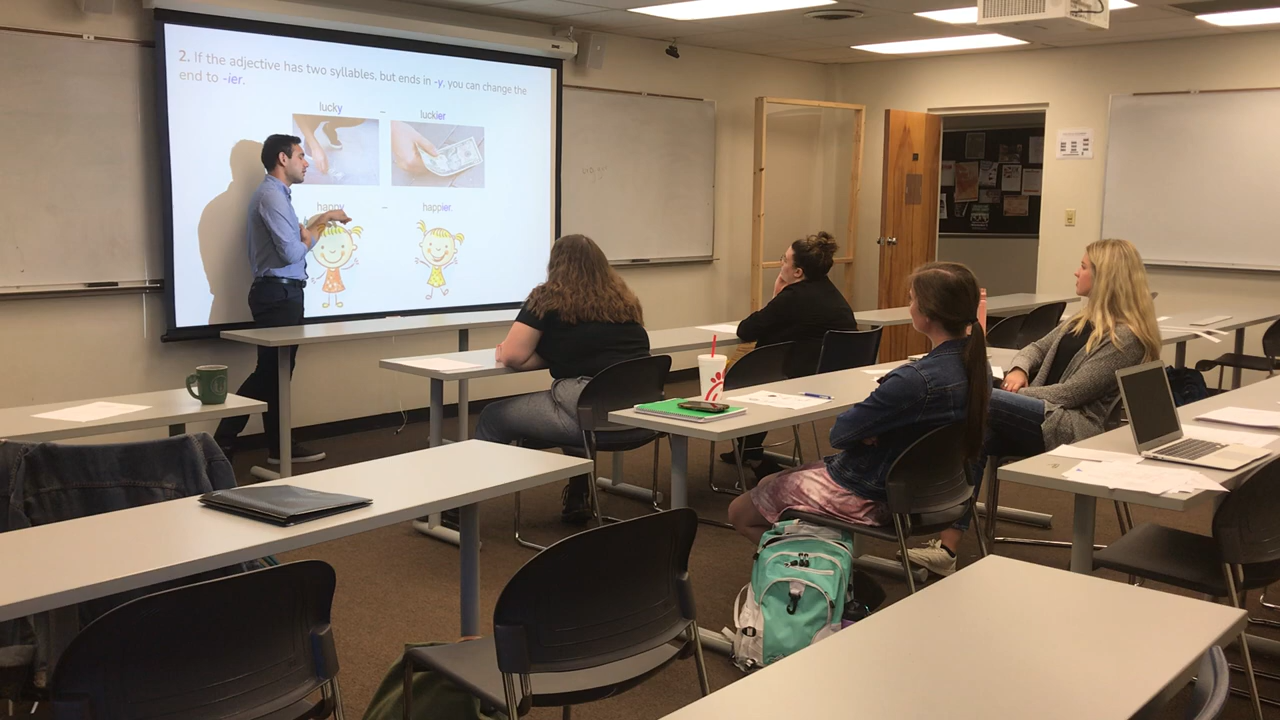 2. If the adjective has two syllables, but ends in -y, you can change the
end to -ier.
lucky – luckier
happy – happier.